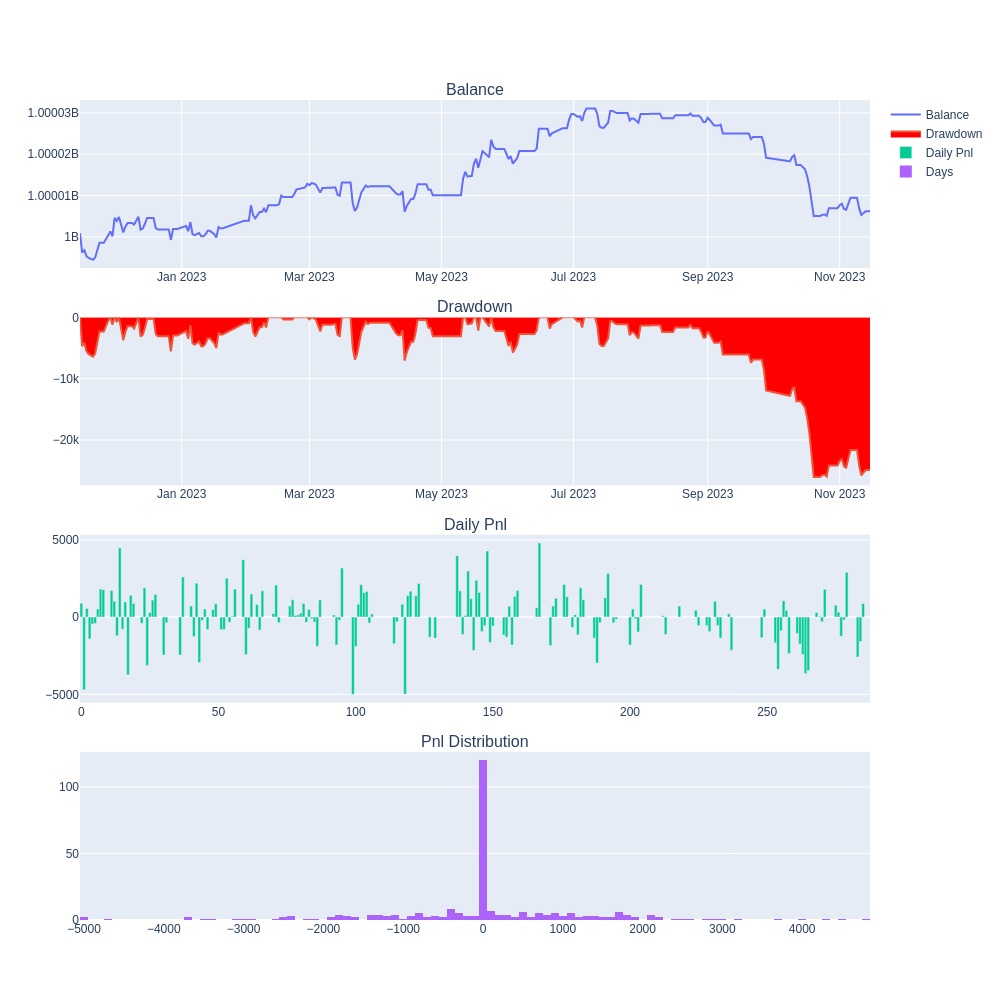 Balance
1.00003B
1.00002B
1.00001B
1B
Jan 2023 Mar 2023 May 2023 Jul 2023 Sep 2023 Nov 2023
Balance
Drawdown
Daily Pnl
Days
Drawdown
0
−10k
−20k
Jan 2023 Mar 2023 May 2023 Jul 2023 Sep 2023 Nov 2023
Daily Pnl
5000
0
−5000
0 50 100 150 200 250
Pnl Distribution
100
50
0
−5000 −4000 −3000 −2000 −1000 0 1000 2000 3000 4000